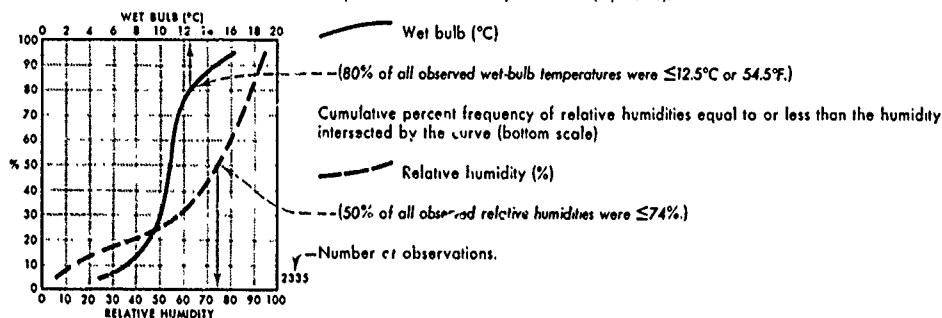 WET BULB (°C)
0 2 4 6 8 10 12 14 16 18 20
Wet bulb (°C)
(80% of all observed wet-bulb temperatures were ≤12.5°C or 54.5°F.)
Cumulative percent frequency of relative humidities equal to or less than the humidity
intersected by the curve (bottom scale)
Relative humidity (%)
(50% of all observed relative humidities were ≤74%.)
Number of observations.
2335
100
90
80
70
60
%
50
40
30
20
10
0
0 10 20 30 40 50 60 70 80 90 100
RELATIVE HUMIDITY